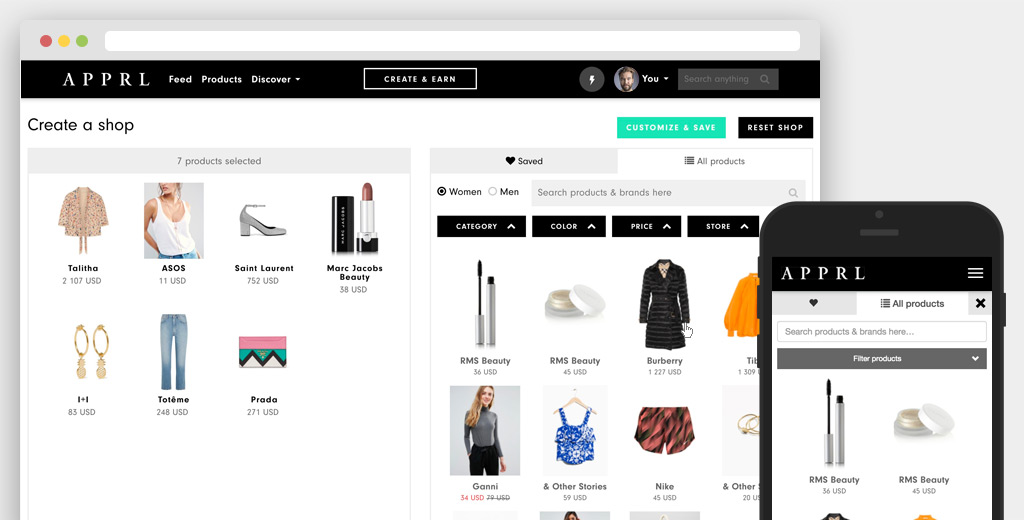 APPRL
Feed Products Discover
CREATE & EARN
You
Search anything
Create a shop
CUSTOMIZE & SAVE
RESET SHOP
7 products selected
Talitha
2 107 USD
ASOS
11 USD
Saint Laurent
752 USD
MARC JACOBS
Marc Jacobs
Beauty
38 USD
I+I
83 USD
Totême
248 USD
Prada
271 USD
Saved
All products
Women
Men
Search products & brands here
CATEGORY
COLOR
PRICE
STORE
RMS Beauty
36 USD
RMS Beauty
45 USD
Burberry
1 227 USD
Tib
1 309 U
Ganni
34 USD 79 USD
& Other Stories
59 USD
Nike
45 USD
& Other S
20 US
APPRL
All products
Search products & brands here...
Filter products
RMS Beauty
36 USD
RMS Beauty
45 USD